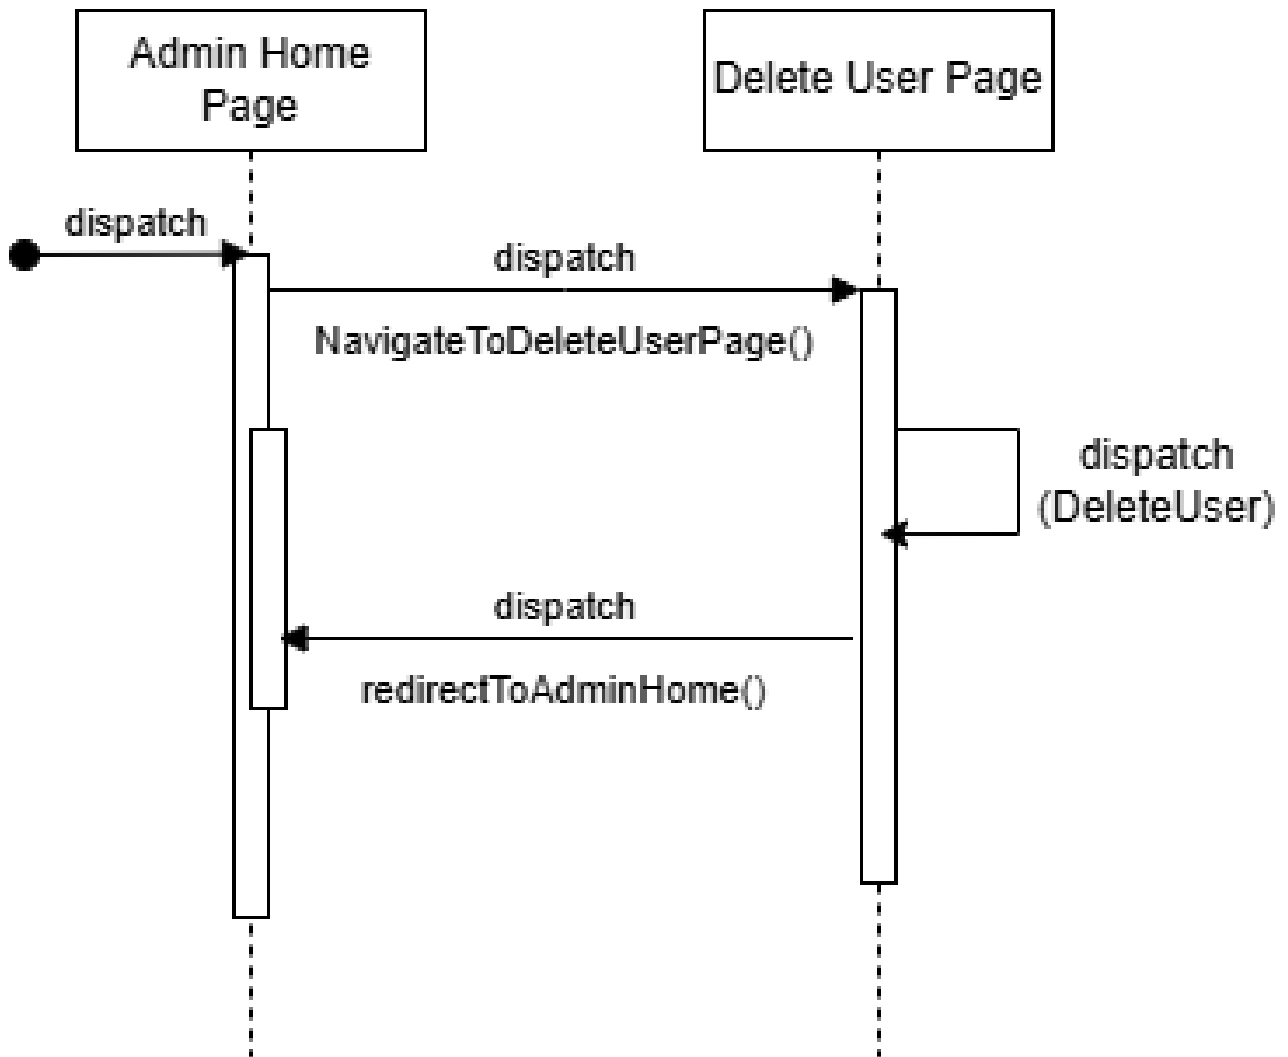 Admin Home
Page
Delete User Page
dispatch
dispatch
NavigateToDeleteUserPage()
dispatch
(DeleteUser)
dispatch
redirectToAdminHome()